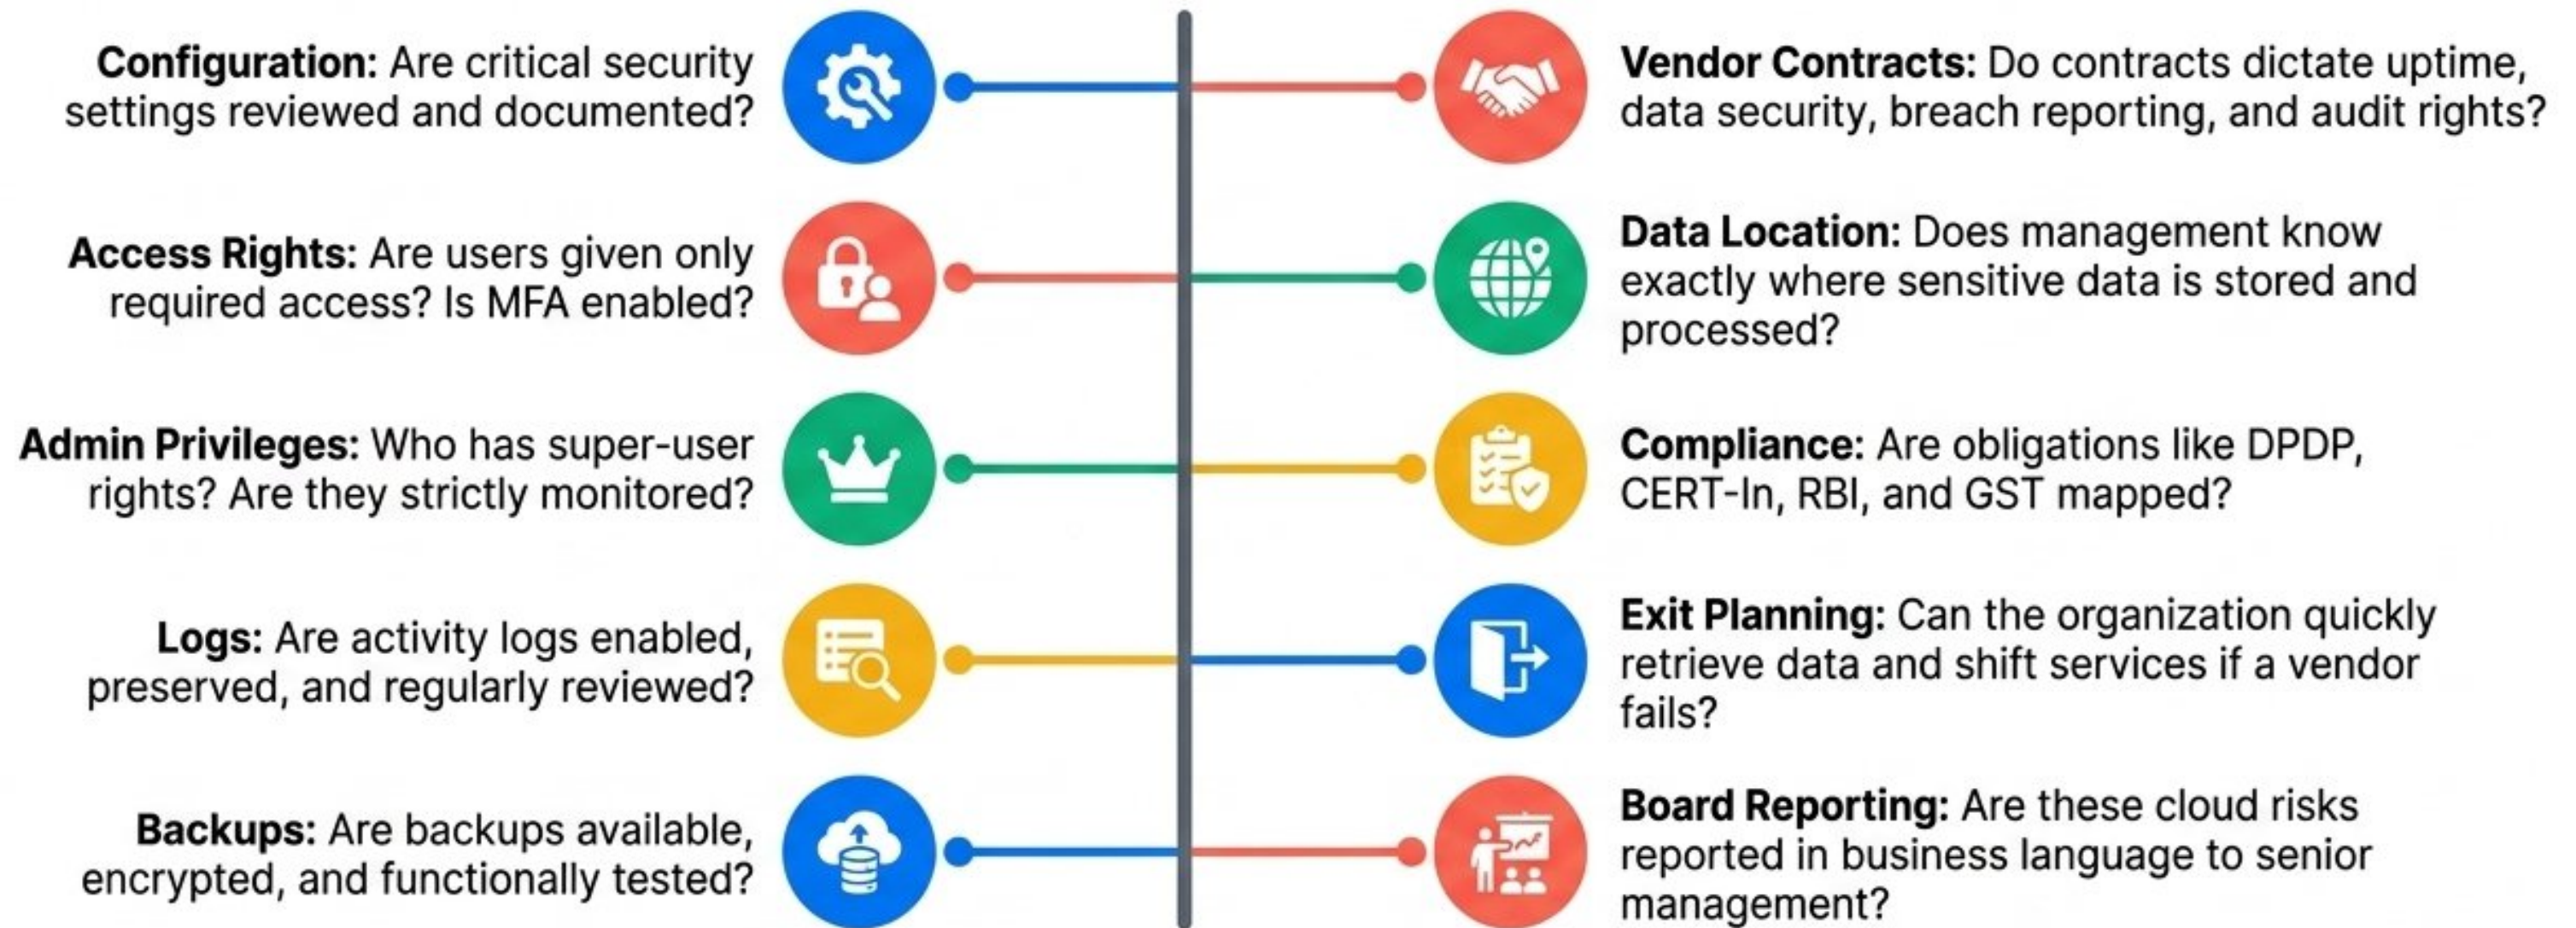 Configuration: Are critical security
settings reviewed and documented?
Access Rights: Are users given only
required access? Is MFA enabled?
Admin Privileges: Who has super-user
rights? Are they strictly monitored?
Logs: Are activity logs enabled,
preserved, and regularly reviewed?
Backups: Are backups available,
encrypted, and functionally tested?
Vendor Contracts: Do contracts dictate uptime,
data security, breach reporting, and audit rights?
Data Location: Does management know
exactly where sensitive data is stored and
processed?
Compliance: Are obligations like DPDP,
CERT-In, RBI, and GST mapped?
Exit Planning: Can the organization quickly
retrieve data and shift services if a vendor
fails?
Board Reporting: Are these cloud risks
reported in business language to senior
management?